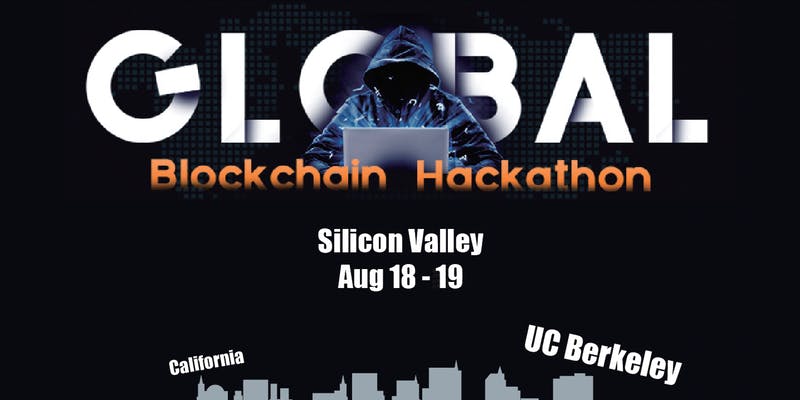 GLOBAL
Blockchain Hackathon
Silicon Valley
Aug 18 - 19
California
UC Berkeley